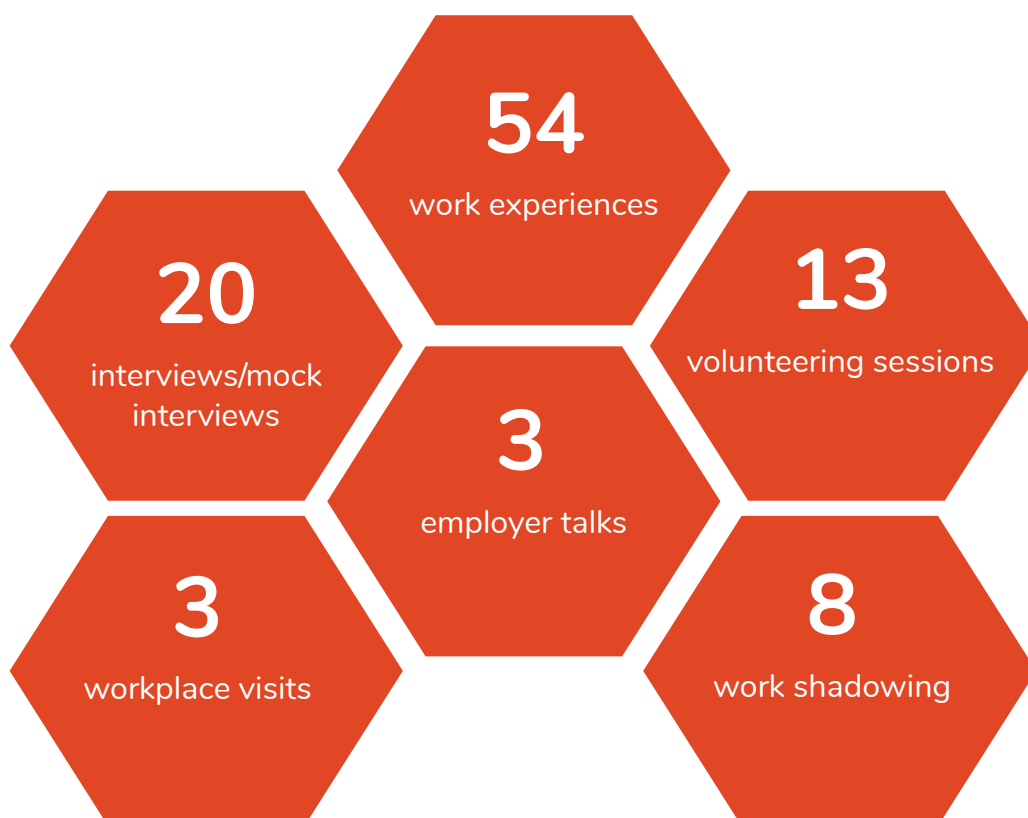 54
work experiences
20
interviews/mock
interviews
13
volunteering sessions
3
employer talks
3
workplace visits
8
work shadowing